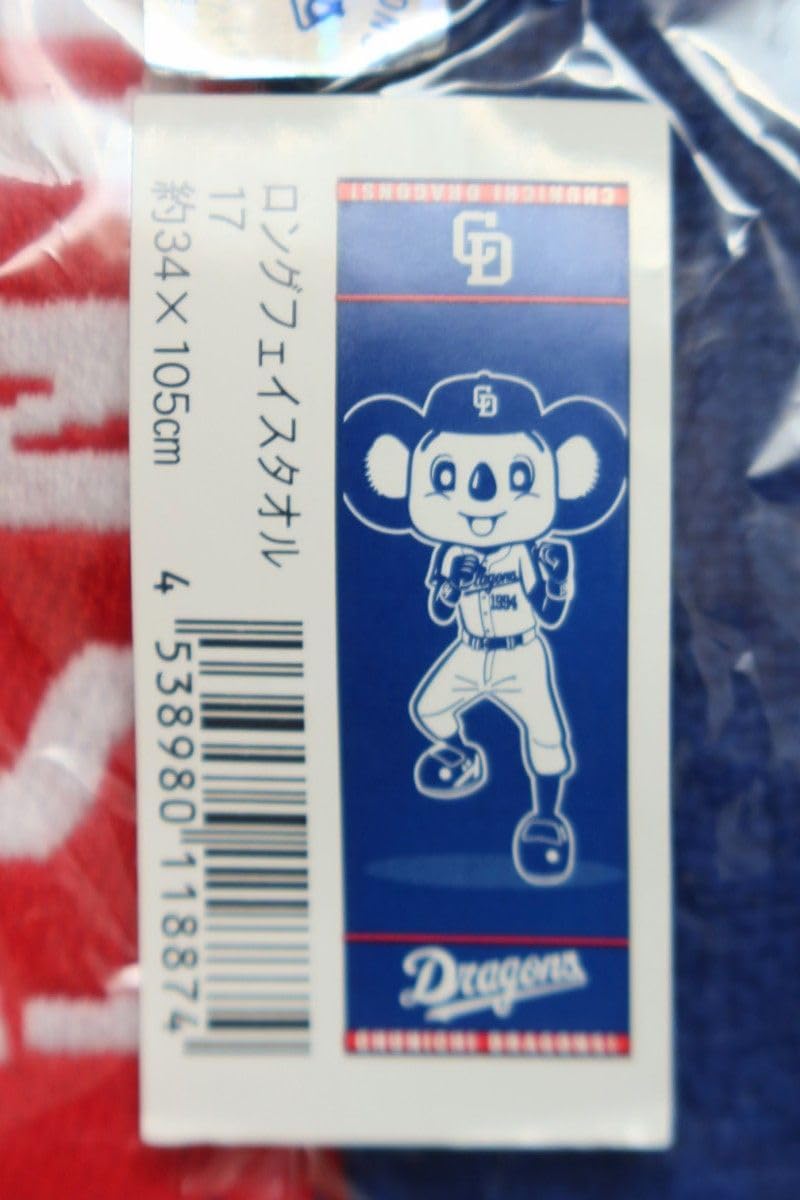 ロングフェイスタオル
17
約34×105cm
4 538980 118874
CHUNICHI DRAGONS!
CD
CD
Dragons
1994
Dragons
CHUNICHI DRAGONS!